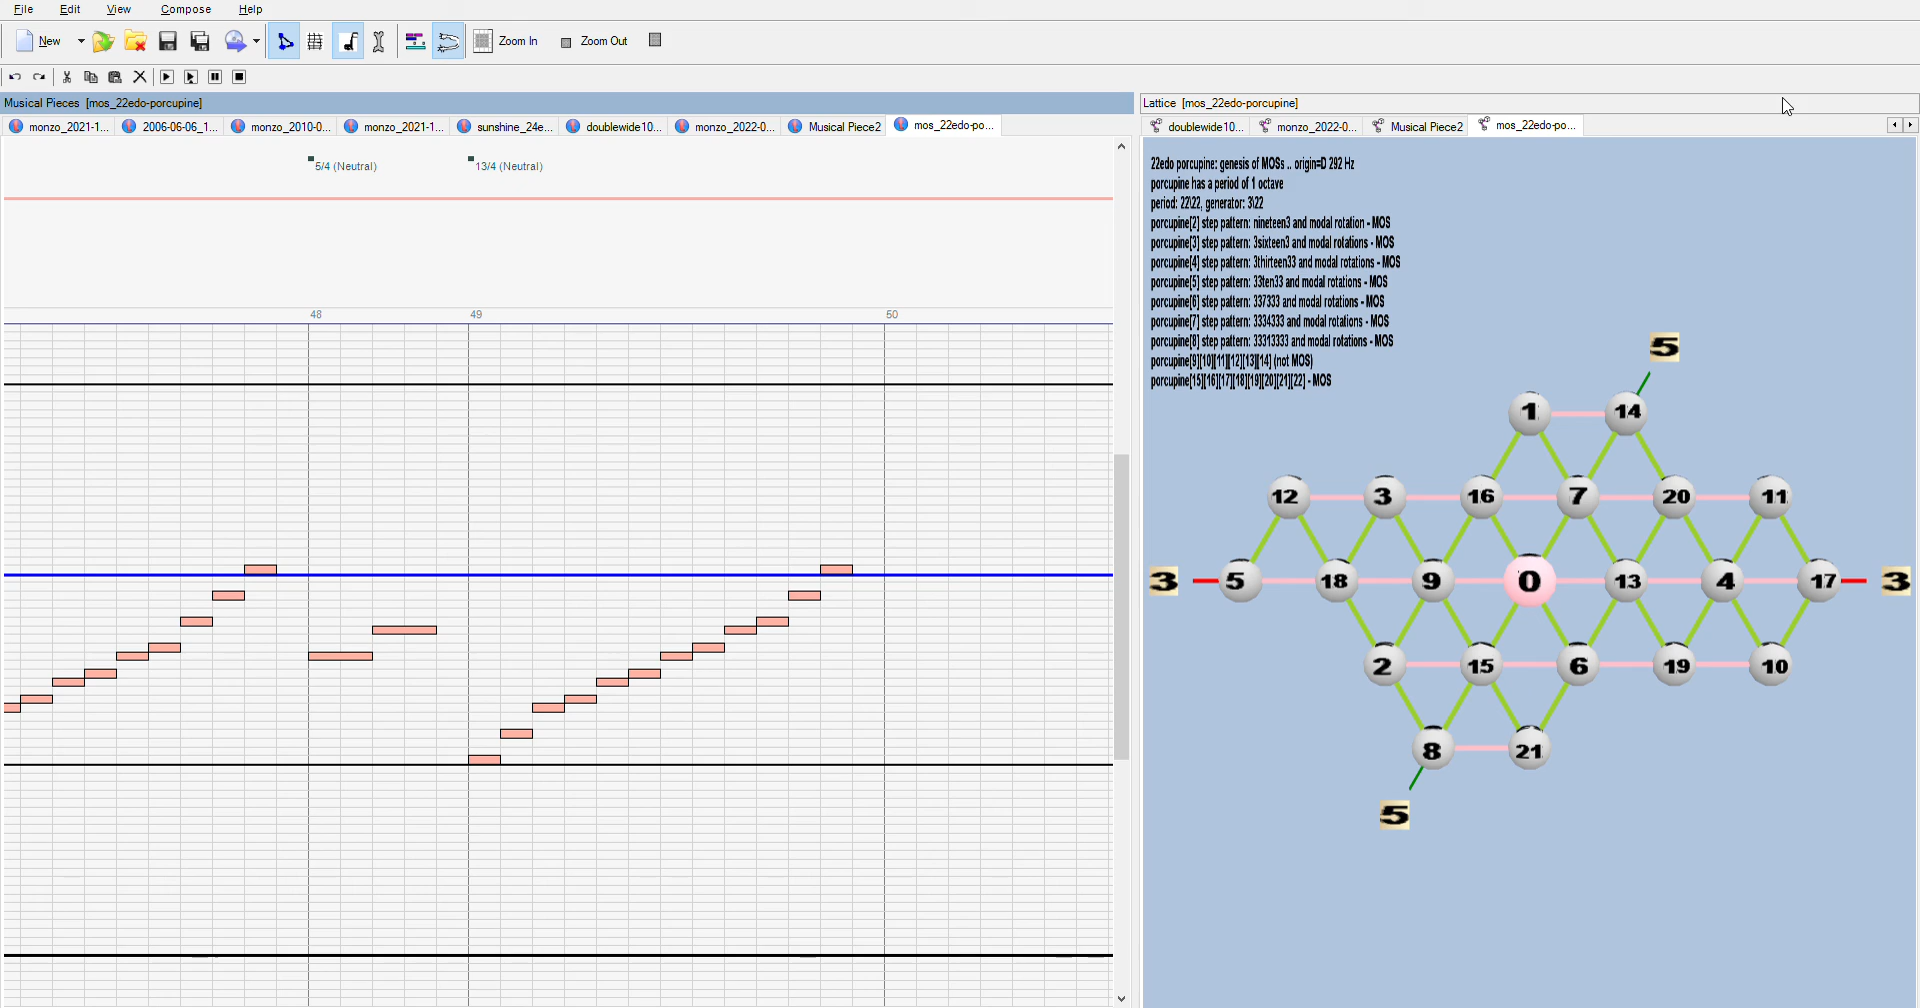 File Edit View Compose Help
New Zoom In Zoom Out
Musical Pieces [mos_22edo-porcupine]
monzo_2021-1... 2006-06-06_1... monzo_2010-0... monzo_2021-1... sunshine_24e... doublewide10... monzo_2022-0... Musical Piece2 mos_22edo-po...
5/4 (Neutral) 13/4 (Neutral)
48 49 50
Lattice [mos_22edo-porcupine]
doublewide10... monzo_2022-0... Musical Piece2 mos_22edo-po...
22edo porcupine: genesis of MOSs .. origin=D 292 Hz
porcupine has a period of 1 octave
period: 22\22, generator: 3\22
porcupine[2] step pattern: nineteen3 and modal rotation - MOS
porcupine[3] step pattern: 3sixteen3 and modal rotations - MOS
porcupine[4] step pattern: 3thirteen33 and modal rotations - MOS
porcupine[5] step pattern: 33ten33 and modal rotations - MOS
porcupine[6] step pattern: 337333 and modal rotations - MOS
porcupine[7] step pattern: 3334333 and modal rotations - MOS
porcupine[8] step pattern: 33313333 and modal rotations - MOS
porcupine[9][10][11][12][13][14] (not MOS)
porcupine[15][16][17][18][19][20][21][22] - MOS
5
1 14
12 3 16 7 20 11
3 5 18 9 0 13 4 17 3
2 15 6 19 10
8 21
5